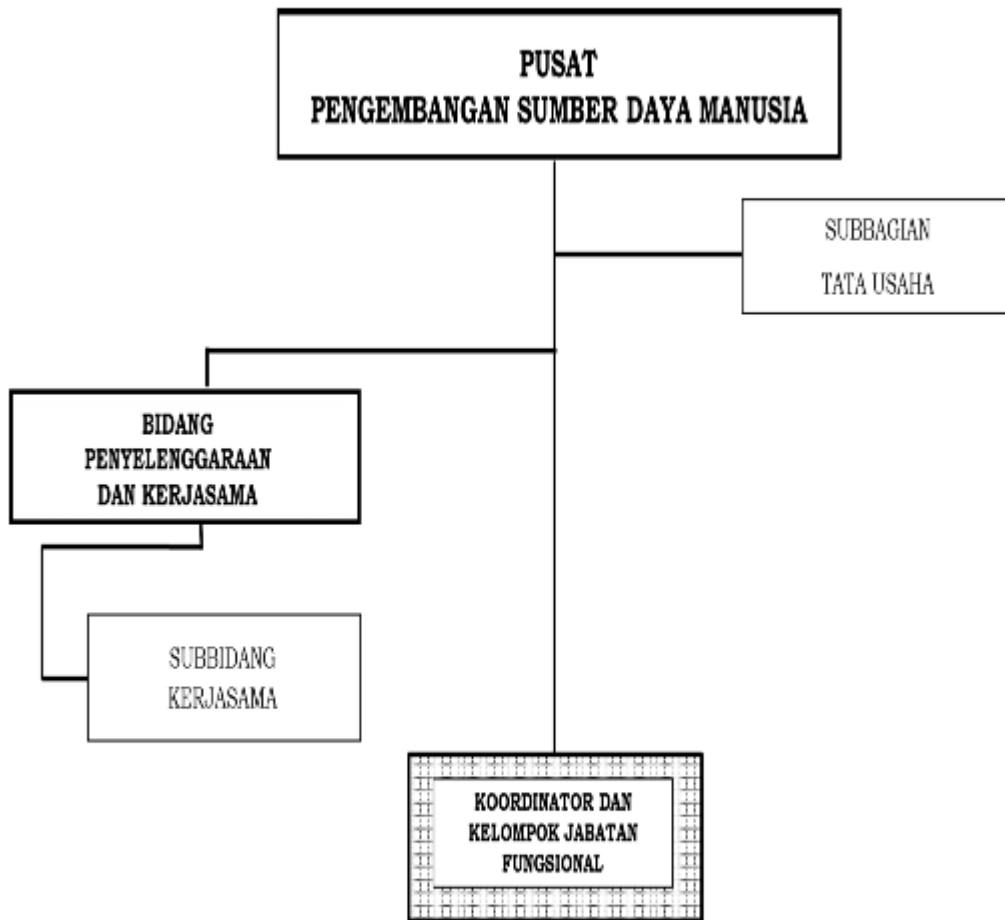 PUSAT
PENGEMBANGAN SUMBER DAYA MANUSIA
SUBBAGIAN
TATA USAHA
BIDANG
PENYELENGGARAAN
DAN KERJASAMA
SUBBIDANG
KERJASAMA
KOORDINATOR DAN
KELOMPOK JABATAN
FUNGSIONAL